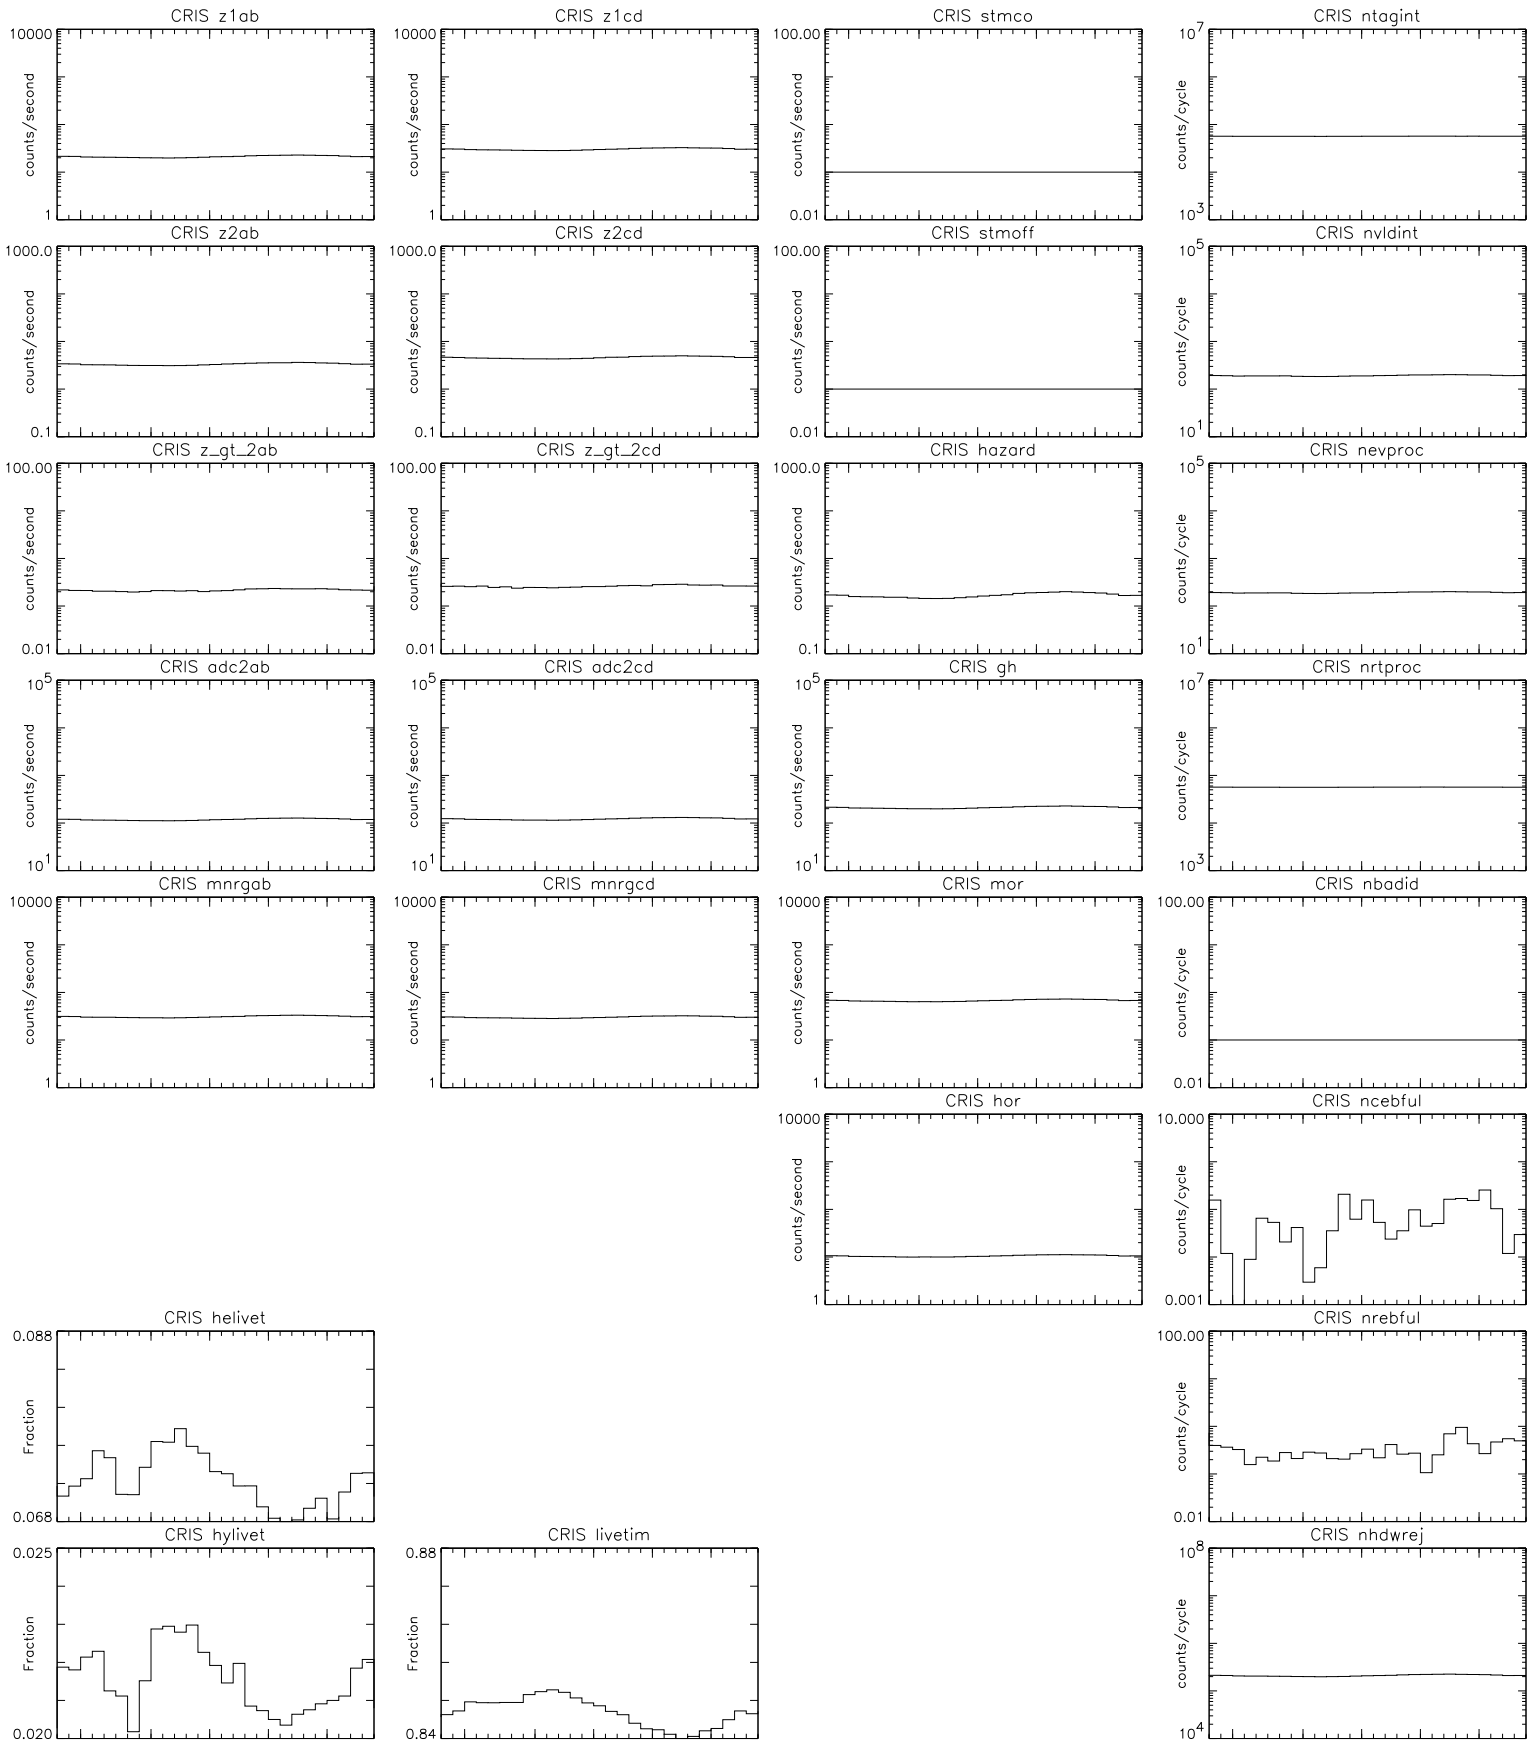 CRIS z1ab
CRIS z1cd
CRIS stmco
CRIS ntagint
10000
counts/second
1
10000
counts/second
1
100.00
counts/second
0.01
10^7
counts/cycle
10^3
CRIS z2ab
CRIS z2cd
CRIS stmoff
CRIS nvldint
1000.0
counts/second
0.1
1000.0
counts/second
0.1
100.00
counts/second
0.01
10^5
counts/cycle
10^1
CRIS z_gt_2ab
CRIS z_gt_2cd
CRIS hazard
CRIS nevproc
100.00
counts/second
0.01
100.00
counts/second
0.01
1000.0
counts/second
0.1
10^5
counts/cycle
10^1
CRIS adc2ab
CRIS adc2cd
CRIS gh
CRIS nrtproc
10^5
counts/second
10^1
10^5
counts/second
10^1
10^5
counts/second
10^1
10^7
counts/cycle
10^3
CRIS mnrgab
CRIS mnrgcd
CRIS mor
CRIS nbadid
10000
counts/second
1
10000
counts/second
1
10000
counts/second
1
100.00
counts/cycle
0.01
CRIS hor
CRIS ncebful
10000
counts/second
1
10.000
counts/cycle
0.001
CRIS helivet
CRIS nrebful
0.088
Fraction
0.068
100.00
counts/cycle
0.01
CRIS hylivet
CRIS livetim
CRIS nhdwrej
0.025
Fraction
0.020
0.88
Fraction
0.84
10^8
counts/cycle
10^4